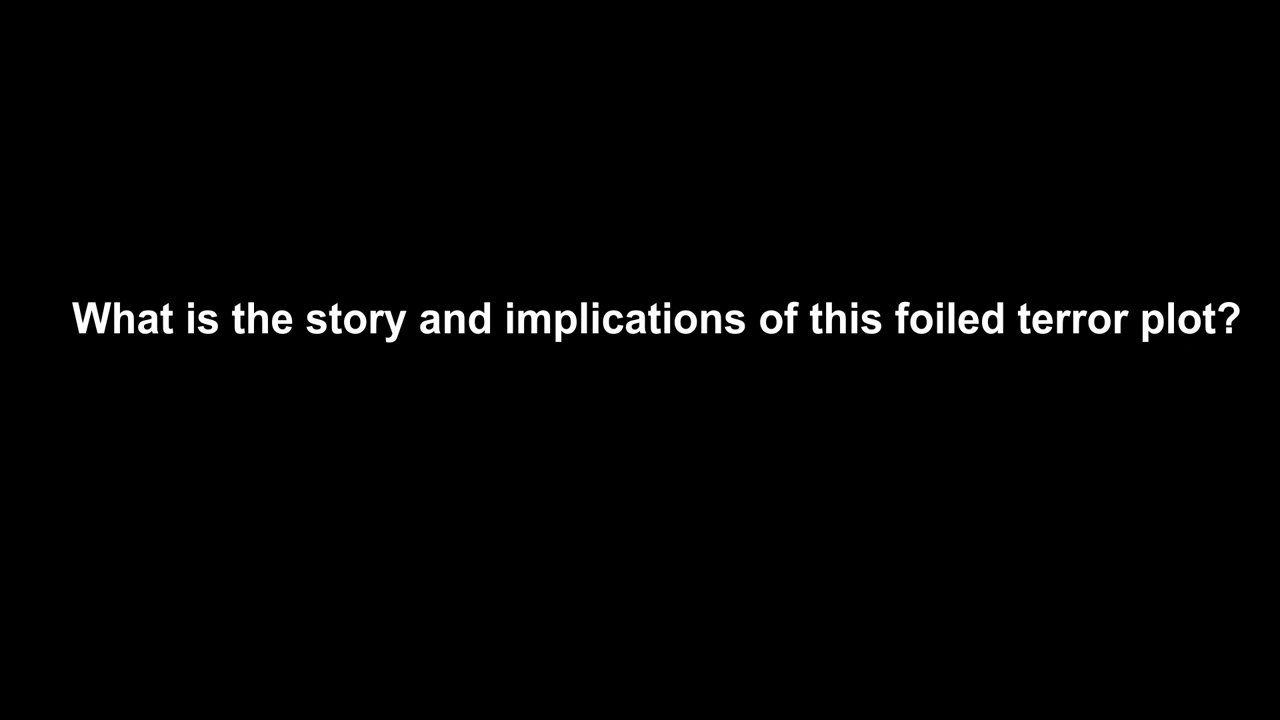 What is the story and implications of this foiled terror plot?